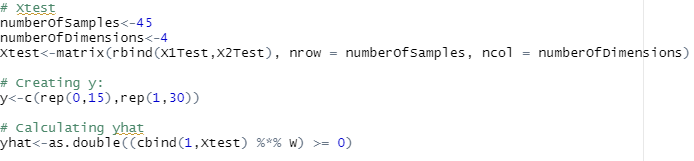 # Xtest
numberOfSamples<-45
numberOfDimensions<-4
Xtest<-matrix(rbind(X1Test,X2Test), nrow = numberOfSamples, ncol = numberOfDimensions)
# Creating y:
y<-c(rep(0,15),rep(1,30))
# Calculating yhat
yhat<-as.double((cbind(1,Xtest) %*% W) >= 0)